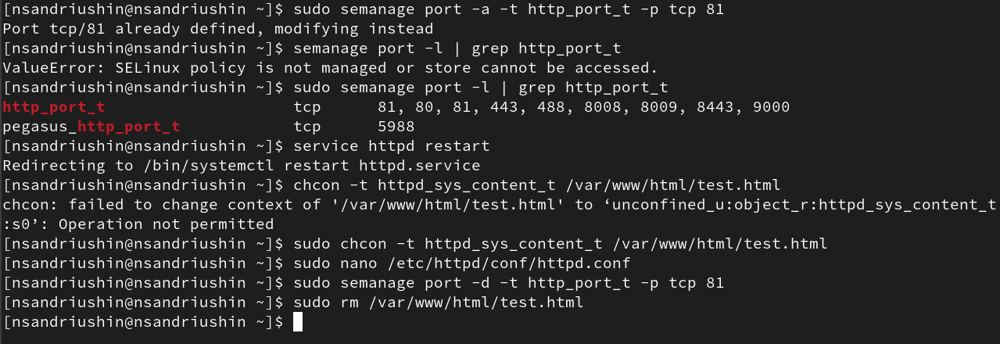 [nsandriushin@nsandriushin ~]$ sudo semanage port -a -t http_port_t -p tcp 81
Port tcp/81 already defined, modifying instead
[nsandriushin@nsandriushin ~]$ semanage port -l | grep http_port_t
ValueError: SELinux policy is not managed or store cannot be accessed.
[nsandriushin@nsandriushin ~]$ sudo semanage port -l | grep http_port_t
http_port_t                    tcp      81, 80, 81, 443, 488, 8008, 8009, 8443, 9000
pegasus_http_port_t            tcp      5988
[nsandriushin@nsandriushin ~]$ service httpd restart
Redirecting to /bin/systemctl restart httpd.service
[nsandriushin@nsandriushin ~]$ chcon -t httpd_sys_content_t /var/www/html/test.html
chcon: failed to change context of '/var/www/html/test.html' to ‘unconfined_u:object_r:httpd_sys_content_t
:s0’: Operation not permitted
[nsandriushin@nsandriushin ~]$ sudo chcon -t httpd_sys_content_t /var/www/html/test.html
[nsandriushin@nsandriushin ~]$ sudo nano /etc/httpd/conf/httpd.conf
[nsandriushin@nsandriushin ~]$ sudo semanage port -d -t http_port_t -p tcp 81
[nsandriushin@nsandriushin ~]$ sudo rm /var/www/html/test.html
[nsandriushin@nsandriushin ~]$